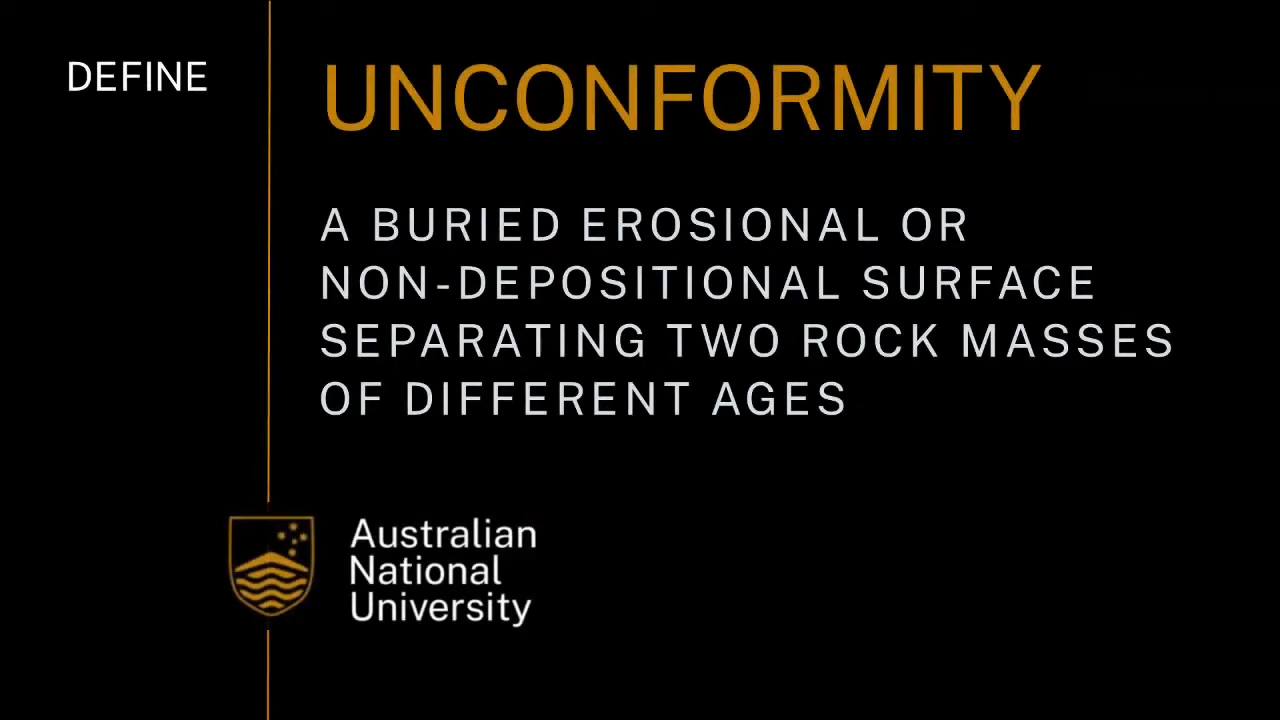 DEFINE
UNCONFORMITY
A BURIED EROSIONAL OR
NON-DEPOSITIONAL SURFACE
SEPARATING TWO ROCK MASSES
OF DIFFERENT AGES
Australian
National
University